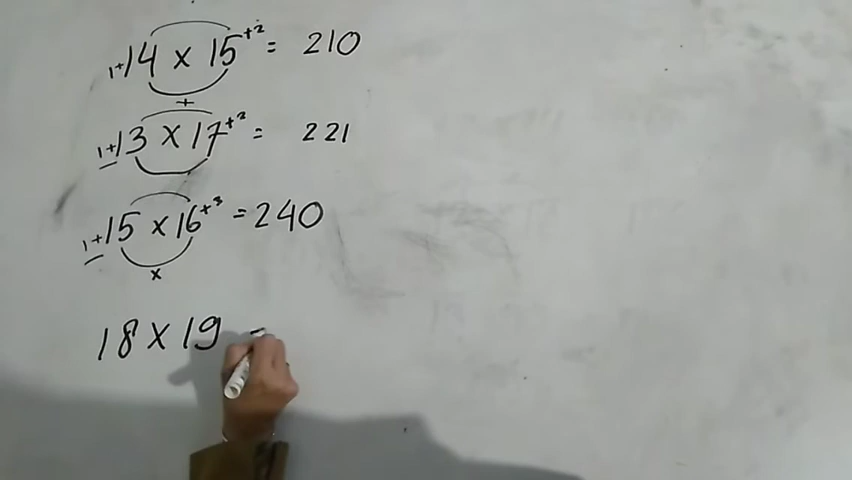 1+14 x 15+2 = 210
+
1+13 x 17+2 = 221
1+15 x 16+3 = 240
x
18 x 19 =